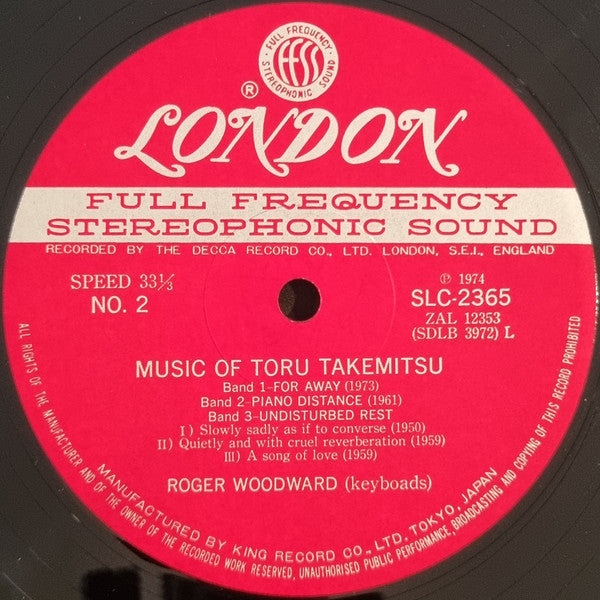 FULL FREQUENCY
FFSS
STEREOPHONIC SOUND
®
LONDON
FULL FREQUENCY
STEREOPHONIC SOUND
RECORDED BY THE DECCA RECORD CO., LTD. LONDON, S.E.I., ENGLAND
SPEED 33⅓
NO. 2
℗ 1974
SLC-2365
ZAL 12353
(SDLB 3972) L
MUSIC OF TORU TAKEMITSU
Band 1-FOR AWAY (1973)
Band 2-PIANO DISTANCE (1961)
Band 3-UNDISTURBED REST
I) Slowly sadly as if to converse (1950)
II) Quietly and with cruel reverberation (1959)
III) A song of love (1959)
ROGER WOODWARD (keyboads)
MANUFACTURED BY KING RECORD CO., LTD, TOKYO, JAPAN
ALL RIGHTS OF THE MANUFACTURER AND OF THE OWNER OF THE RECORDED WORK RESERVED, UNAUTHORISED PUBLIC PERFORMANCE, BROADCASTING AND COPYING OF THIS RECORD PROHIBITED